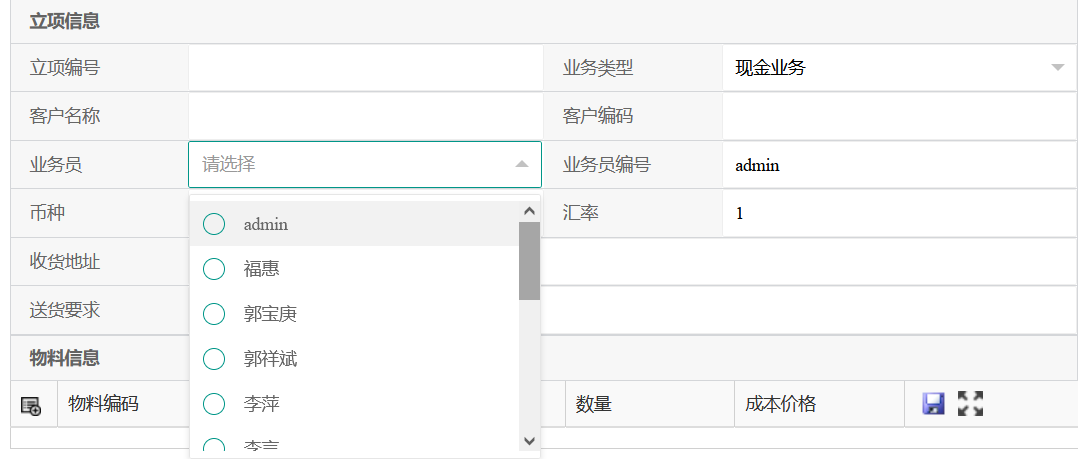 立项信息
立项编号 业务类型 现金业务
客户名称 客户编码
业务员 请选择 业务员编号 admin
币种 admin 汇率 1
收货地址 福惠
送货要求 郭宝庚
物料信息 郭祥斌
物料编码 李萍 数量 成本价格
李言